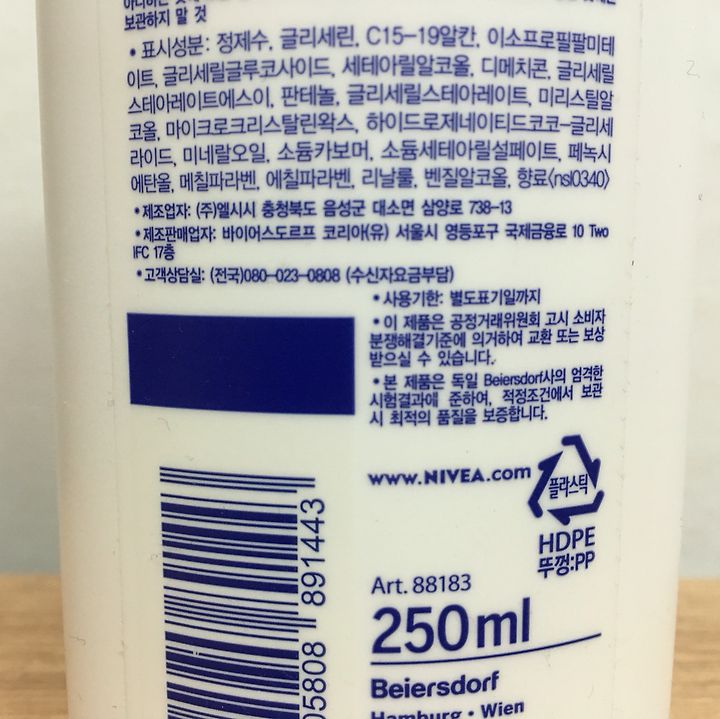 보관하지 말 것
• 표시성분: 정제수, 글리세린, C15-19알칸, 이소프로필팔미테
이트, 글리세릴글루코사이드, 세테아릴알코올, 디메치콘, 글리세릴
스테아레이트에스이, 판테놀, 글리세릴스테아레이트, 미리스틸알
코올, 마이크로크리스탈린왁스, 하이드로제네이티드코코-글리세
라이드, 미네랄오일, 소듐카보머, 소듐세테아릴설페이트, 페녹시
에탄올, 메칠파라벤, 에칠파라벤, 리날룰, 벤질알코올, 향료(nsl0340)
• 제조업자: (주)엘시시 충청북도 음성군 대소면 삼양로 738-13
• 제조판매업자: 바이어스도르프 코리아(유) 서울시 영등포구 국제금융로 10 Two
IFC 17층
• 고객상담실: (전국)080-023-0808 (수신자요금부담)
• 사용기한: 별도표기일까지
• 이 제품은 공정거래위원회 고시 소비자
분쟁해결기준에 의거하여 교환 또는 보상
받으실 수 있습니다.
• 본 제품은 독일 Beiersdorf사의 엄격한
시험결과에 준하여, 적정조건에서 보관
시 최적의 품질을 보증합니다.
www.NIVEA.com
플라스틱
HDPE
뚜껑:PP
Art. 88183
250ml
Beiersdorf
Hamburg • Wien
05808 891443